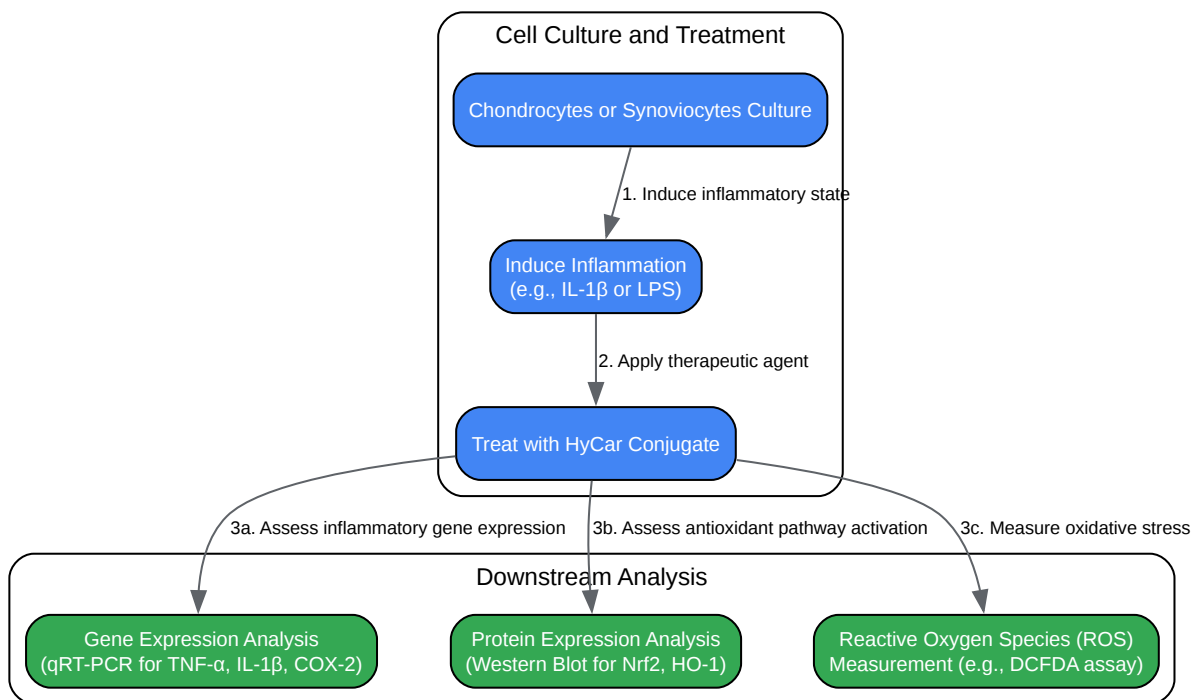 Cell Culture and Treatment
Chondrocytes or Synoviocytes Culture
1. Induce inflammatory state
Induce Inflammation
(e.g., IL-1β or LPS)
2. Apply therapeutic agent
Treat with HyCar Conjugate
3a. Assess inflammatory gene expression
3b. Assess antioxidant pathway activation
3c. Measure oxidative stress
Downstream Analysis
Gene Expression Analysis
(qRT-PCR for TNF-α, IL-1β, COX-2)
Protein Expression Analysis
(Western Blot for Nrf2, HO-1)
Reactive Oxygen Species (ROS)
Measurement (e.g., DCFDA assay)